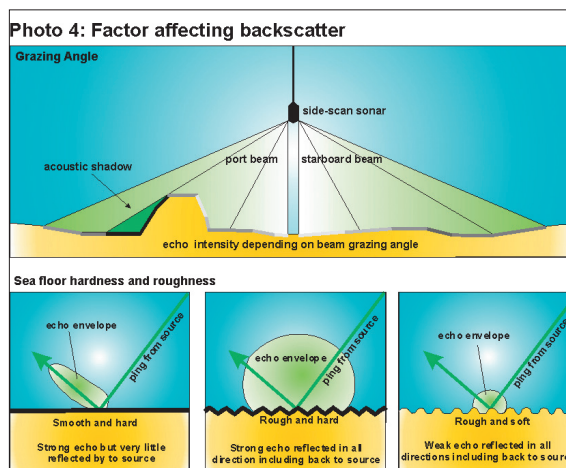 Photo 4: Factor affecting backscatter
Grazing Angle
side-scan sonar
port beam
starboard beam
acoustic shadow
echo intensity depending on beam grazing angle
Sea floor hardness and roughness
echo envelope
ping from source
Smooth and hard
Strong echo but very little
reflected by to source
echo envelope
ping from source
Rough and hard
Strong echo reflected in all
direction including back to source
echo envelope
ping from source
Rough and soft
Weak echo reflected in all
directions including back to sour